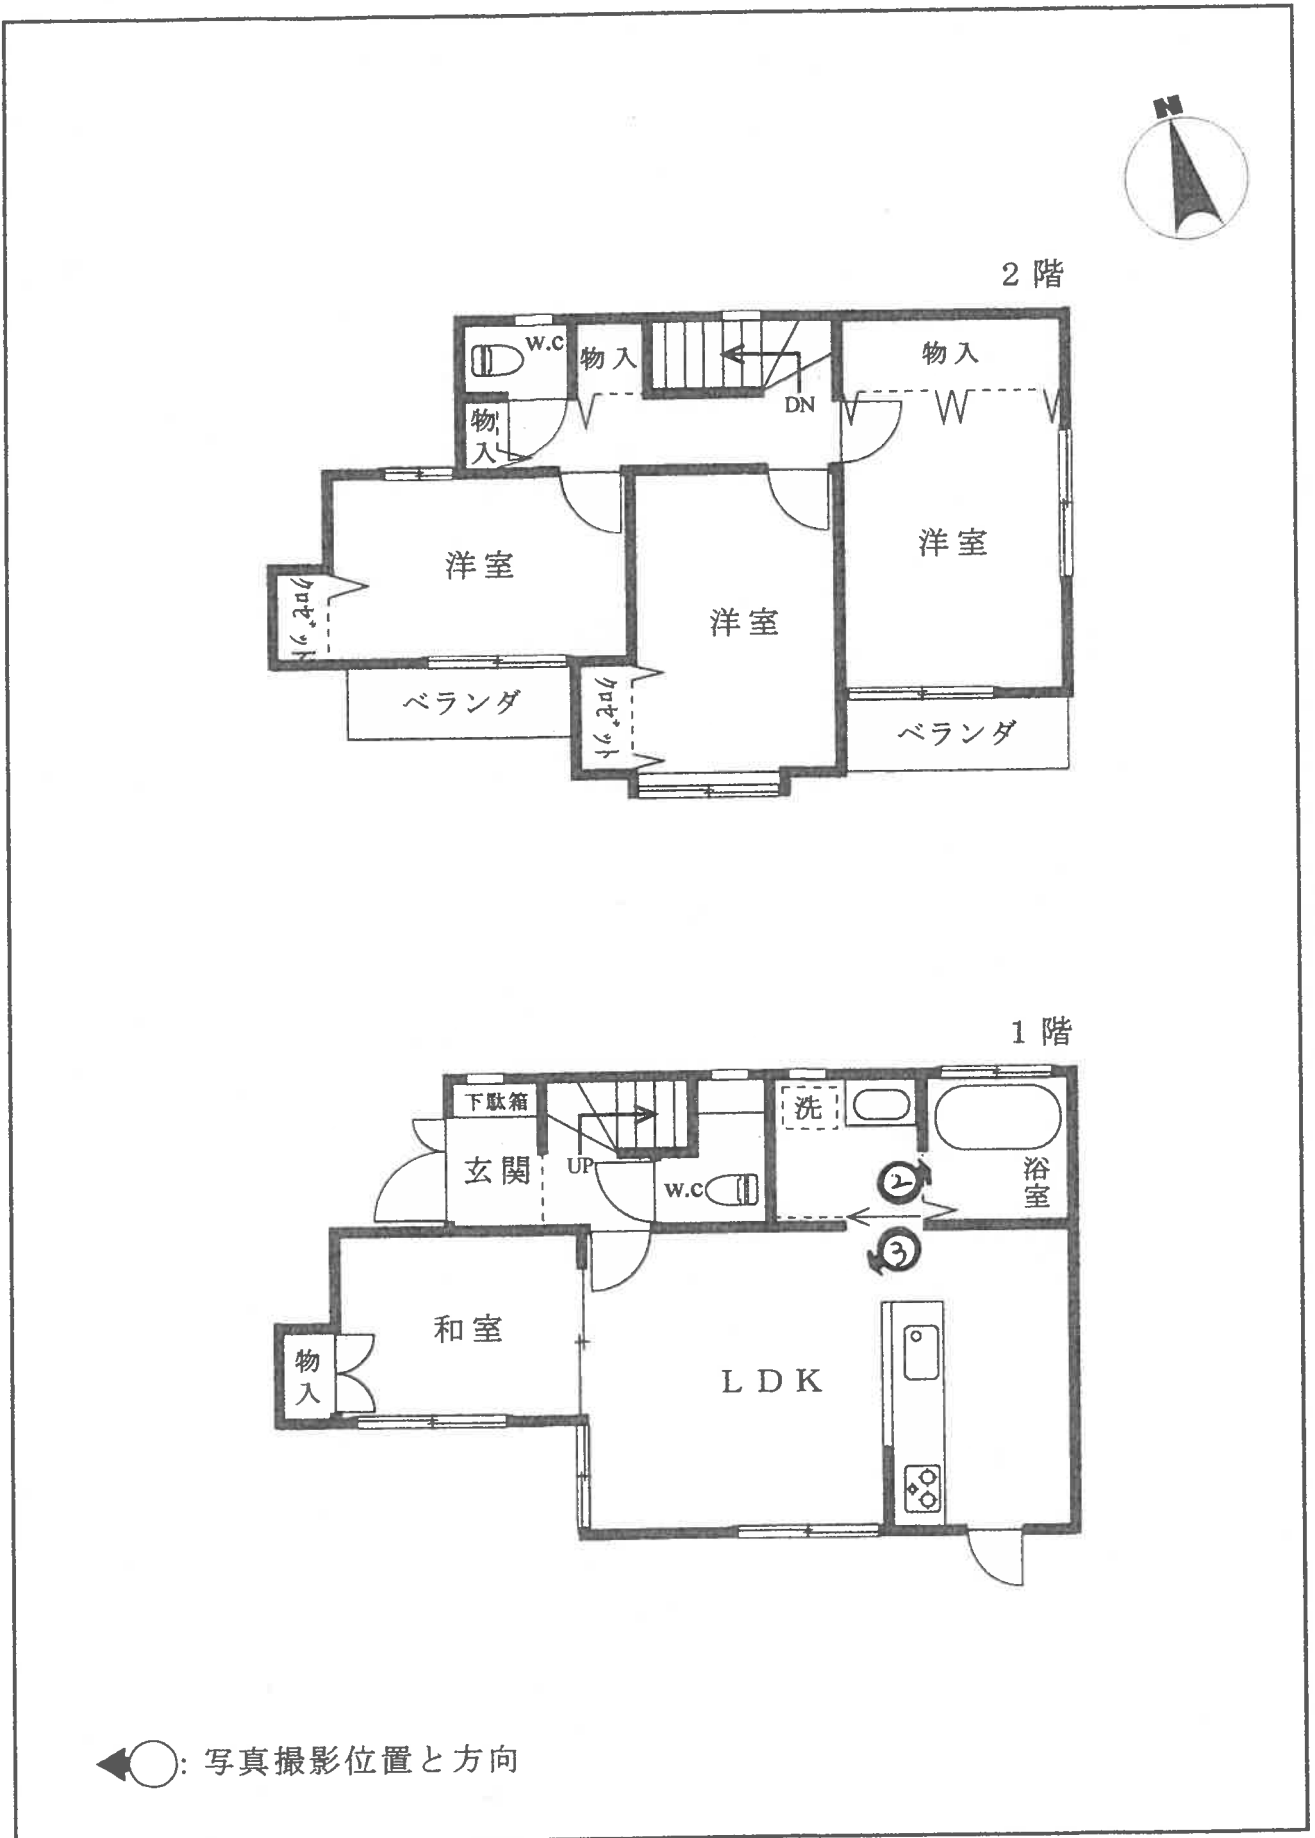 N
2 階
W.C
物 入
物 入
DN
物入
洋 室
洋 室
洋 室
クロゼット
ベランダ
クロゼット
ベランダ
1 階
下駄箱
洗
玄 関
UP
W.C
②
浴室
③
和 室
物入
L D K
: 写真撮影位置と方向